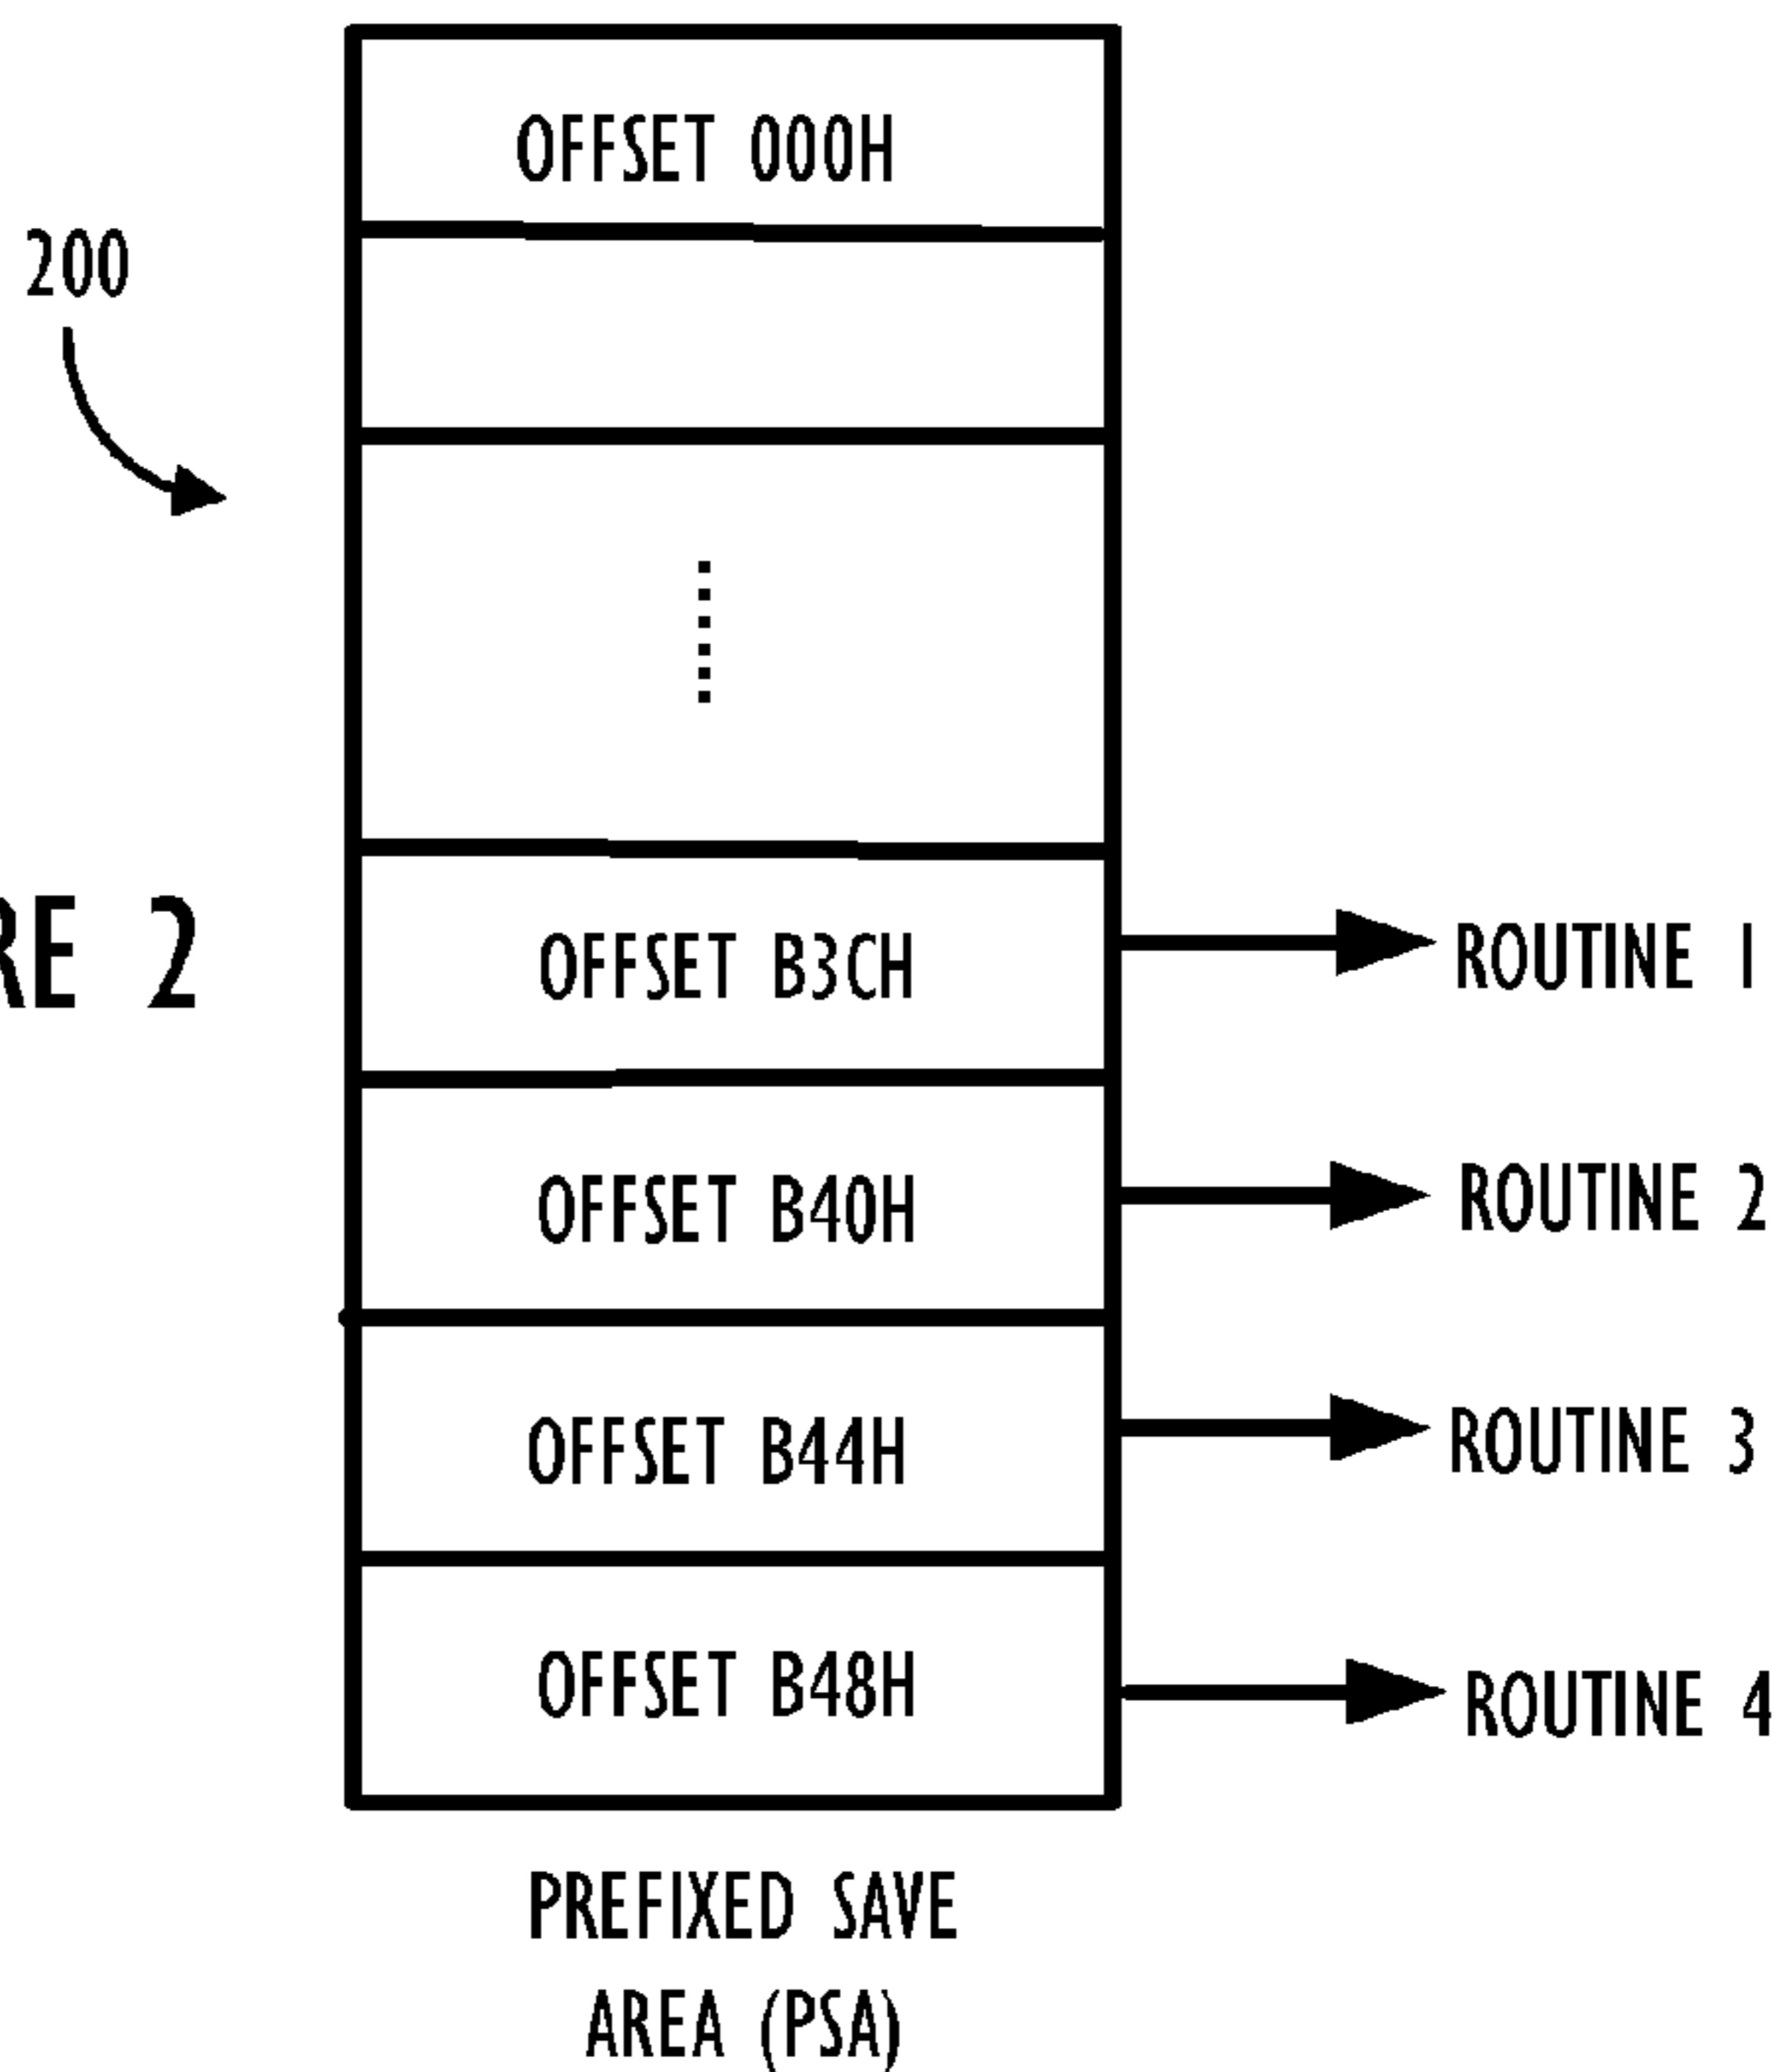 OFFSET 000H
200
RE 2
OFFSET B3CH
ROUTINE 1
OFFSET B40H
ROUTINE 2
OFFSET B44H
ROUTINE 3
OFFSET B48H
ROUTINE 4
PREFIXED SAVE
AREA (PSA)